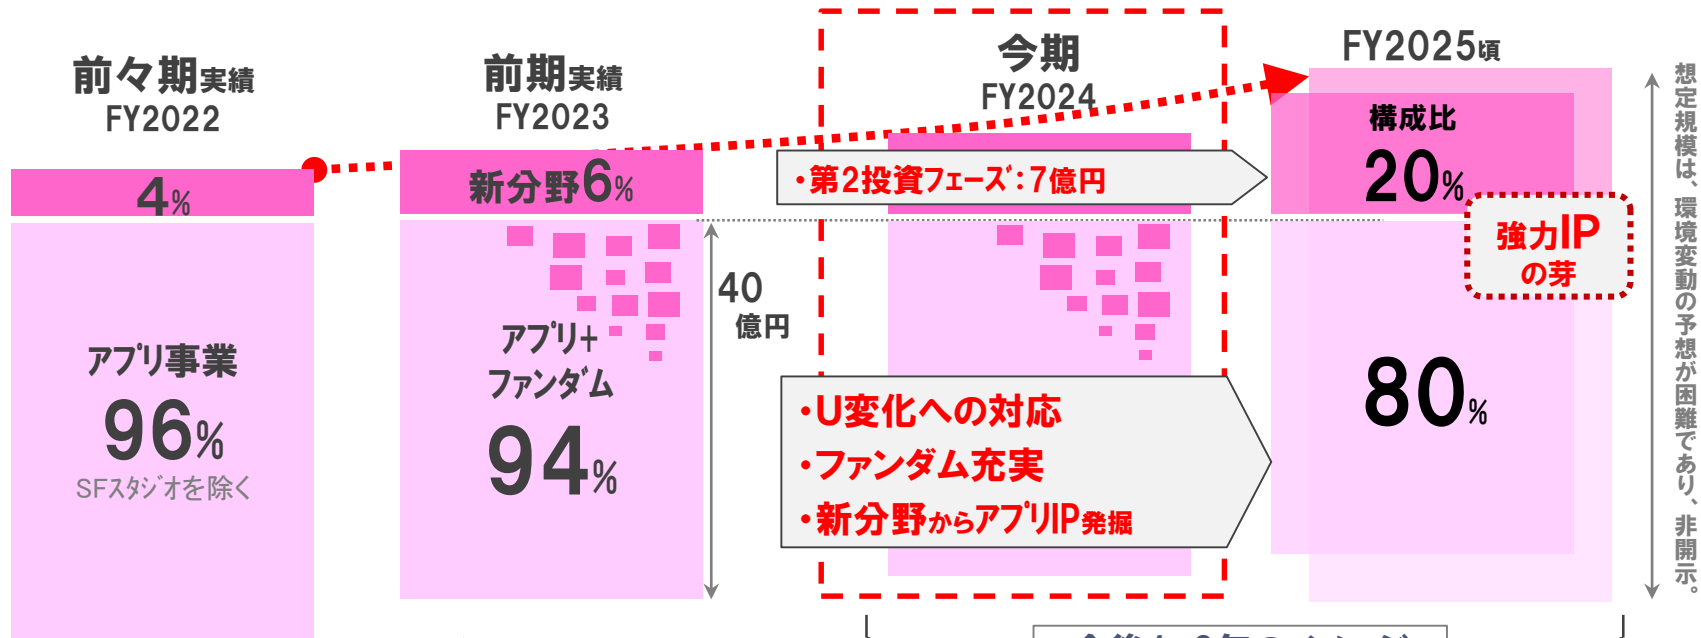 前々期実績
FY2022
4%
アプリ事業
96%
SFスタジオを除く
前期実績
FY2023
新分野6%
アプリ+
ファンダム
94%
40
億円
今期
FY2024
・第2投資フェーズ：7億円
・U変化への対応
・ファンダム充実
・新分野からアプリIP発掘
FY2025頃
構成比
20%
強力IP
の芽
80%
想定規模は、環境変動の予想が困難であり、非開示。